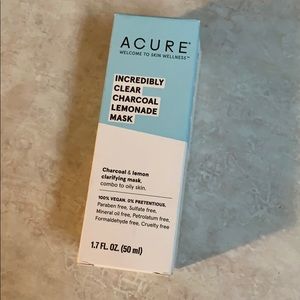 ACURE®
WELCOME TO SKIN WELLNESS™
INCREDIBLY
CLEAR
CHARCOAL
LEMONADE
MASK
Charcoal & lemon
clarifying mask.
combo to oily skin.
100% VEGAN. 0% PRETENTIOUS.
Paraben free, Sulfate free,
Mineral oil free, Petrolatum free,
Formaldehyde free, Cruelty free
1.7 FL. OZ. (50 ml)